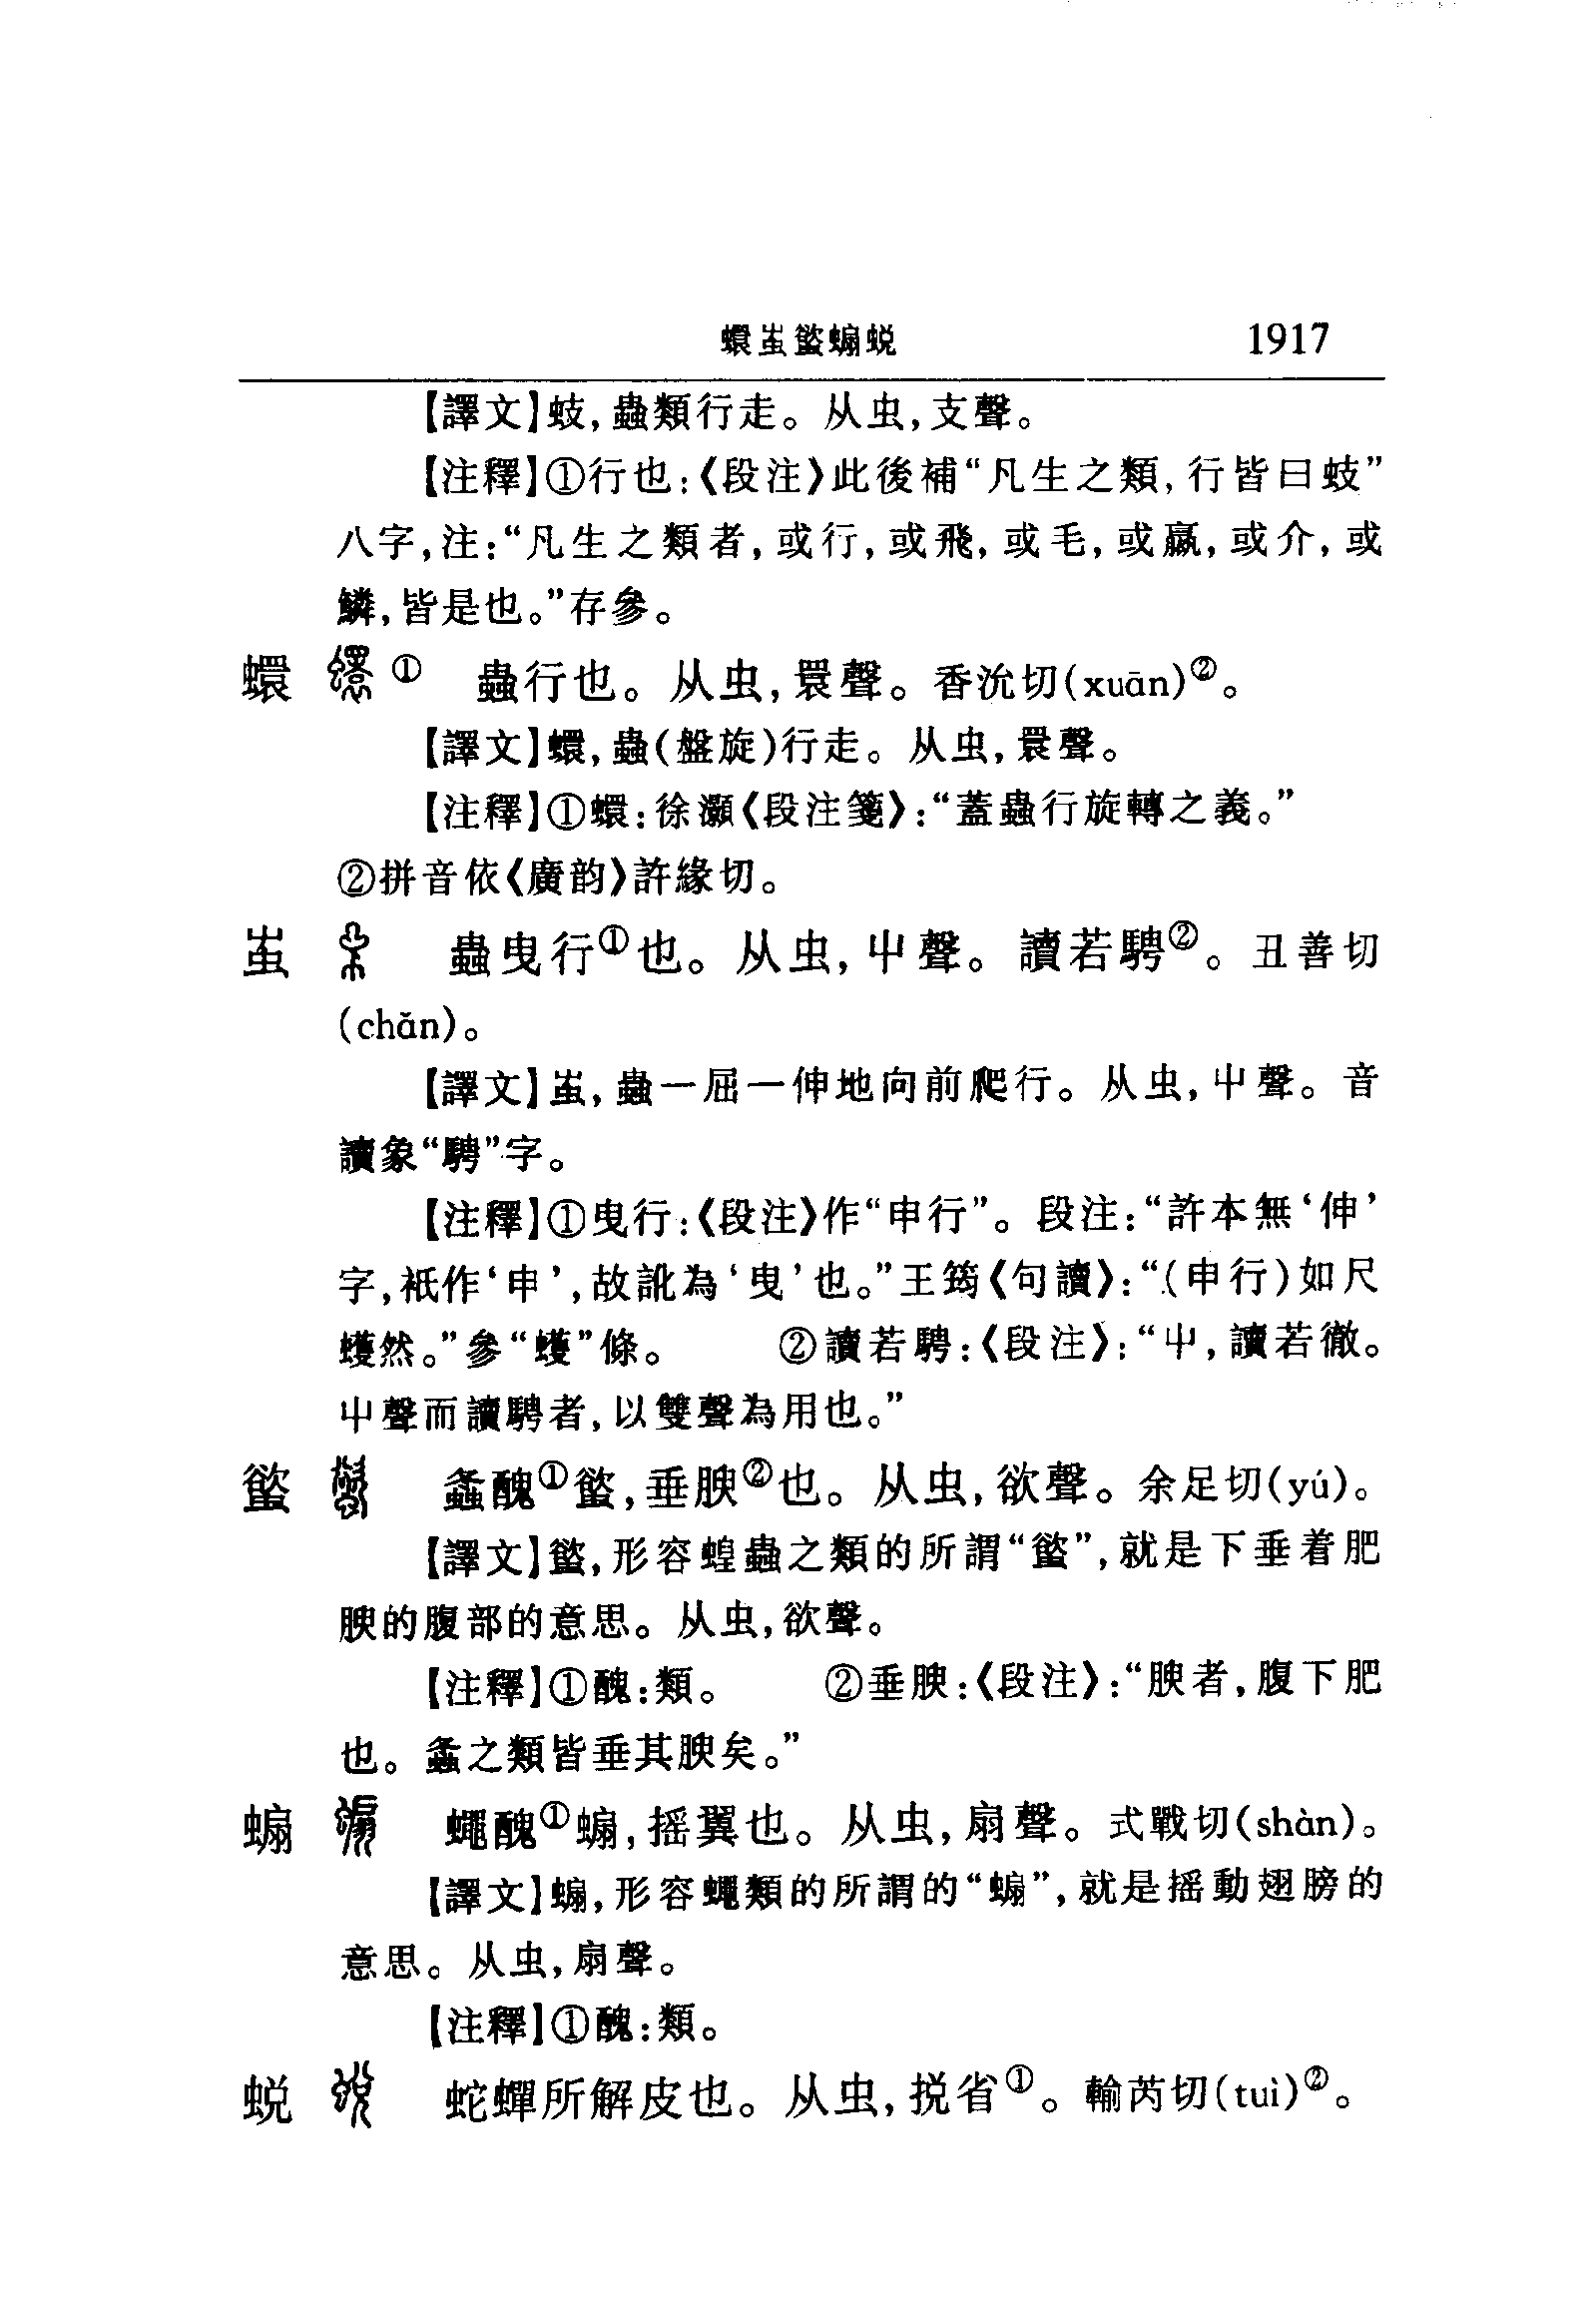 蠉蚩䘱蝙蜕 1917
【譯文】蚑,蟲類行走。从虫,支聲。
【注釋】①行也:《段注》此後補“凡生之類,行皆曰蚑”
八字,注:“凡生之類者,或行,或飛,或毛,或蠃,或介,或
鱗,皆是也。”存參。
蠉 ① 蟲行也。从虫,睘聲。香沇切(xuān)②。
【譯文】蠉,蟲(盤旋)行走。从虫,睘聲。
【注釋】①蠉:徐灝《段注箋》:“蓋蟲行旋轉之義。”
②拼音依《廣韵》許緣切。
蚩 蟲曳行①也。从虫,屮聲。讀若騁②。丑善切
(chǎn)。
【譯文】蚩,蟲一屈一伸地向前爬行。从虫,屮聲。音
讀象“騁”字。
【注釋】①曳行:《段注》作“申行”。段注:“許本無‘伸’
字,衹作‘申’,故訛為‘曳’也。”王筠《句讀》:“(申行)如尺
蠖然。”參“蠖”條。 ②讀若騁:《段注》:“屮,讀若徹。
屮聲而讀騁者,以雙聲為用也。”
䘱 螽醜①䘱,垂腴②也。从虫,欲聲。余足切(yú)。
【譯文】䘱,形容蝗蟲之類的所謂“䘱”,就是下垂着肥
腴的腹部的意思。从虫,欲聲。
【注釋】①醜:類。 ②垂腴:《段注》:“腴者,腹下肥
也。螽之類皆垂其腴矣。”
蝙 蠅醜①蝙,摇翼也。从虫,扇聲。式戰切(shàn)。
【譯文】蝙,形容蠅類的所謂的“蝙”,就是摇動翅膀的
意思。从虫,扇聲。
【注釋】①醜:類。
蜕 蛇蟬所解皮也。从虫,挩省①。輸芮切(tuì)②。